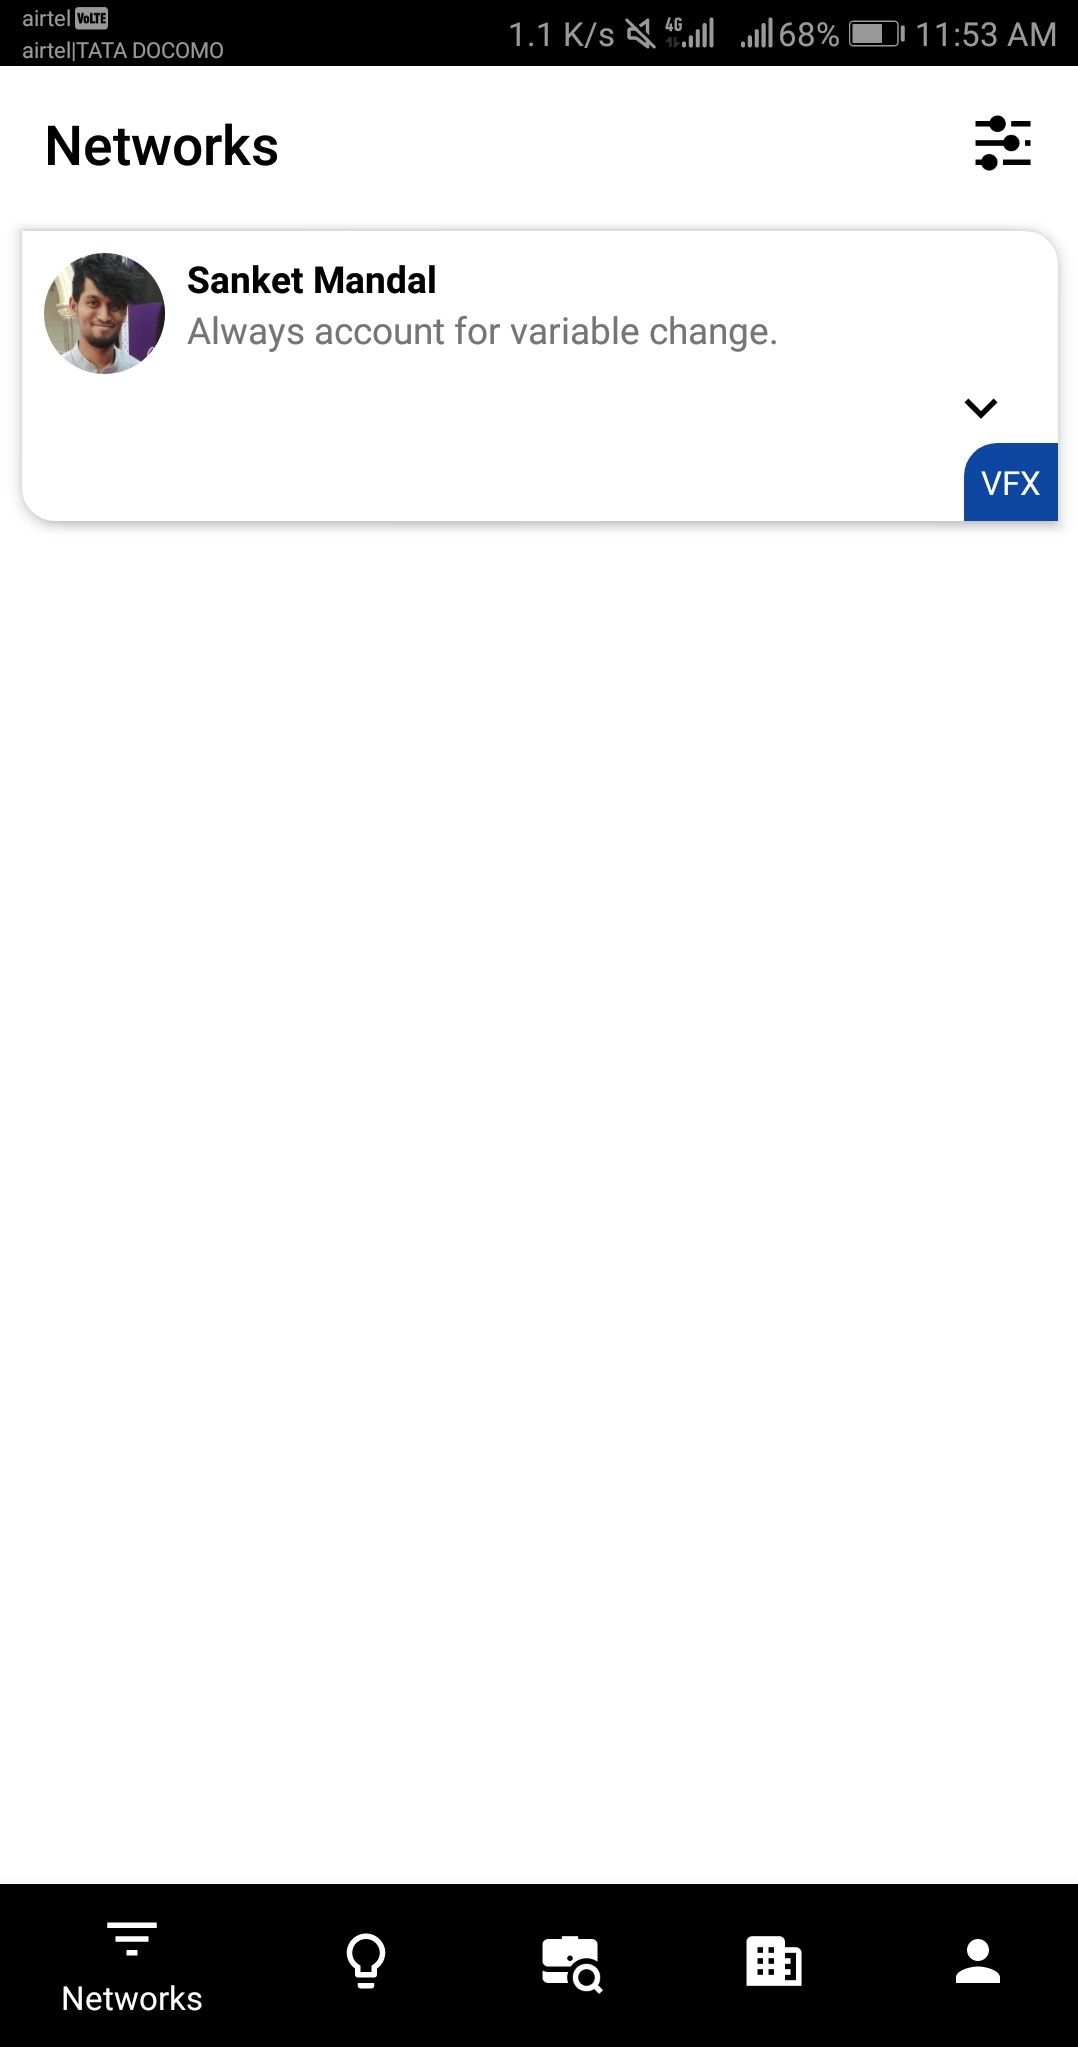 airtel VoLTE
airtel|TATA DOCOMO
1.1 K/s 4G 68% 11:53 AM
Networks
Sanket Mandal
Always account for variable change.
VFX
Networks